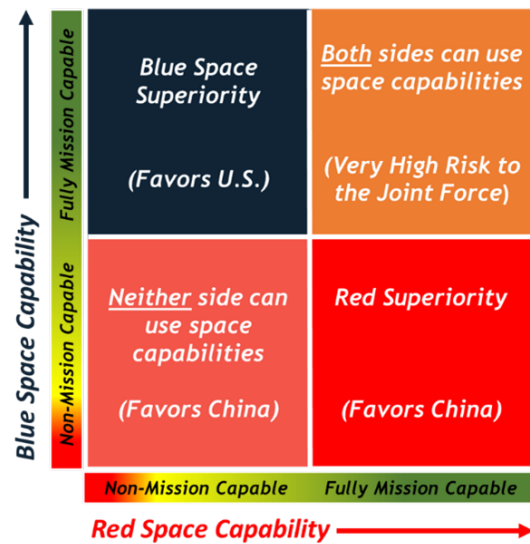 Blue Space Capability
Fully Mission Capable
Non-Mission Capable
Blue Space
Superiority
(Favors U.S.)
Both sides can use
space capabilities
(Very High Risk to
the Joint Force)
Neither side can
use space
capabilities
(Favors China)
Red Superiority
(Favors China)
Non-Mission Capable
Fully Mission Capable
Red Space Capability